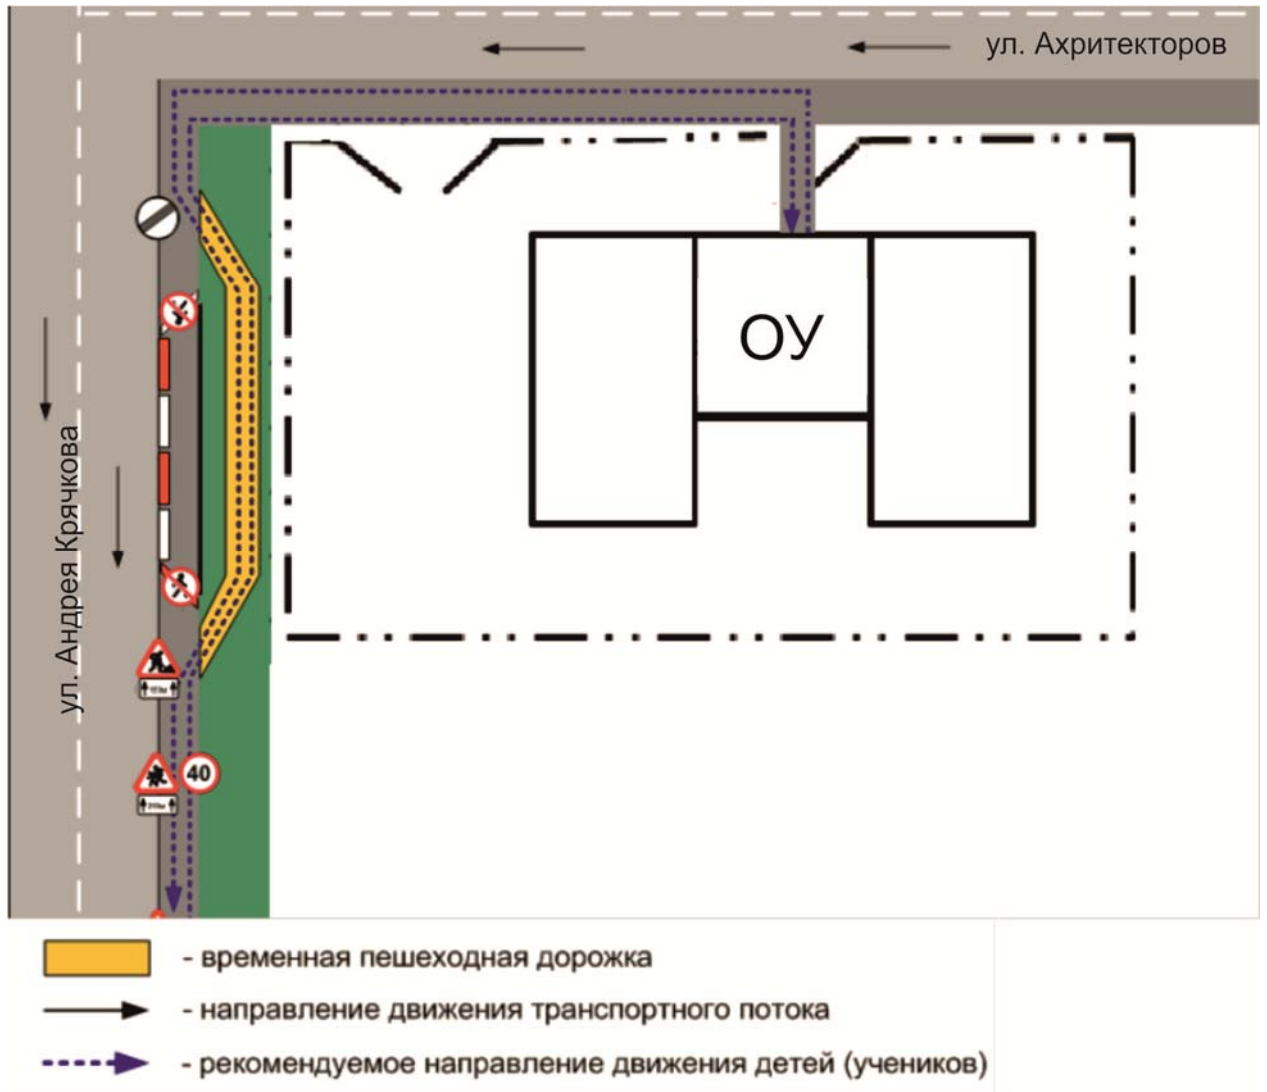 ул. Ахритекторов
ОУ
ул. Андрея Крячкова
40
- временная пешеходная дорожка
- направление движения транспортного потока
- рекомендуемое направление движения детей (учеников)